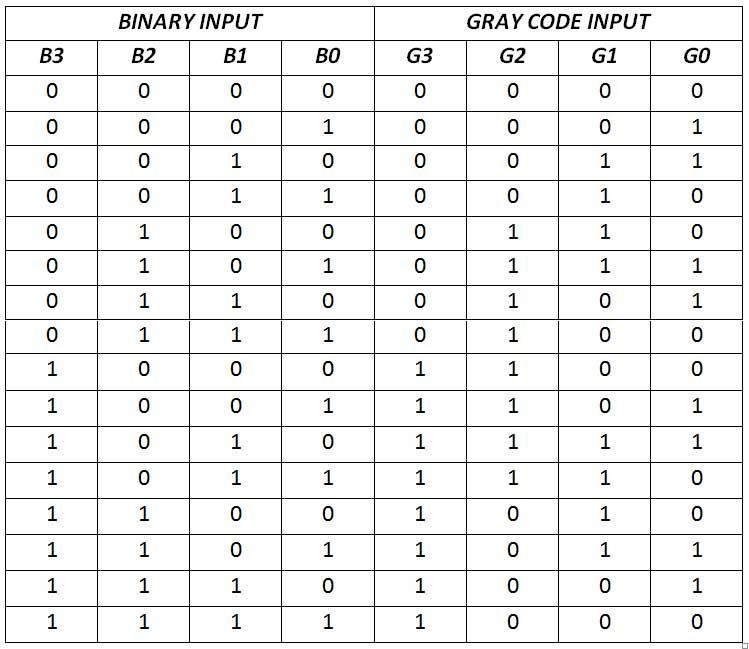 BINARY INPUT GRAY CODE INPUT
B3 B2 B1 B0 G3 G2 G1 G0
0 0 0 0 0 0 0 0
0 0 0 1 0 0 0 1
0 0 1 0 0 0 1 1
0 0 1 1 0 0 1 0
0 1 0 0 0 1 1 0
0 1 0 1 0 1 1 1
0 1 1 0 0 1 0 1
0 1 1 1 0 1 0 0
1 0 0 0 1 1 0 0
1 0 0 1 1 1 0 1
1 0 1 0 1 1 1 1
1 0 1 1 1 1 1 0
1 1 0 0 1 0 1 0
1 1 0 1 1 0 1 1
1 1 1 0 1 0 0 1
1 1 1 1 1 0 0 0